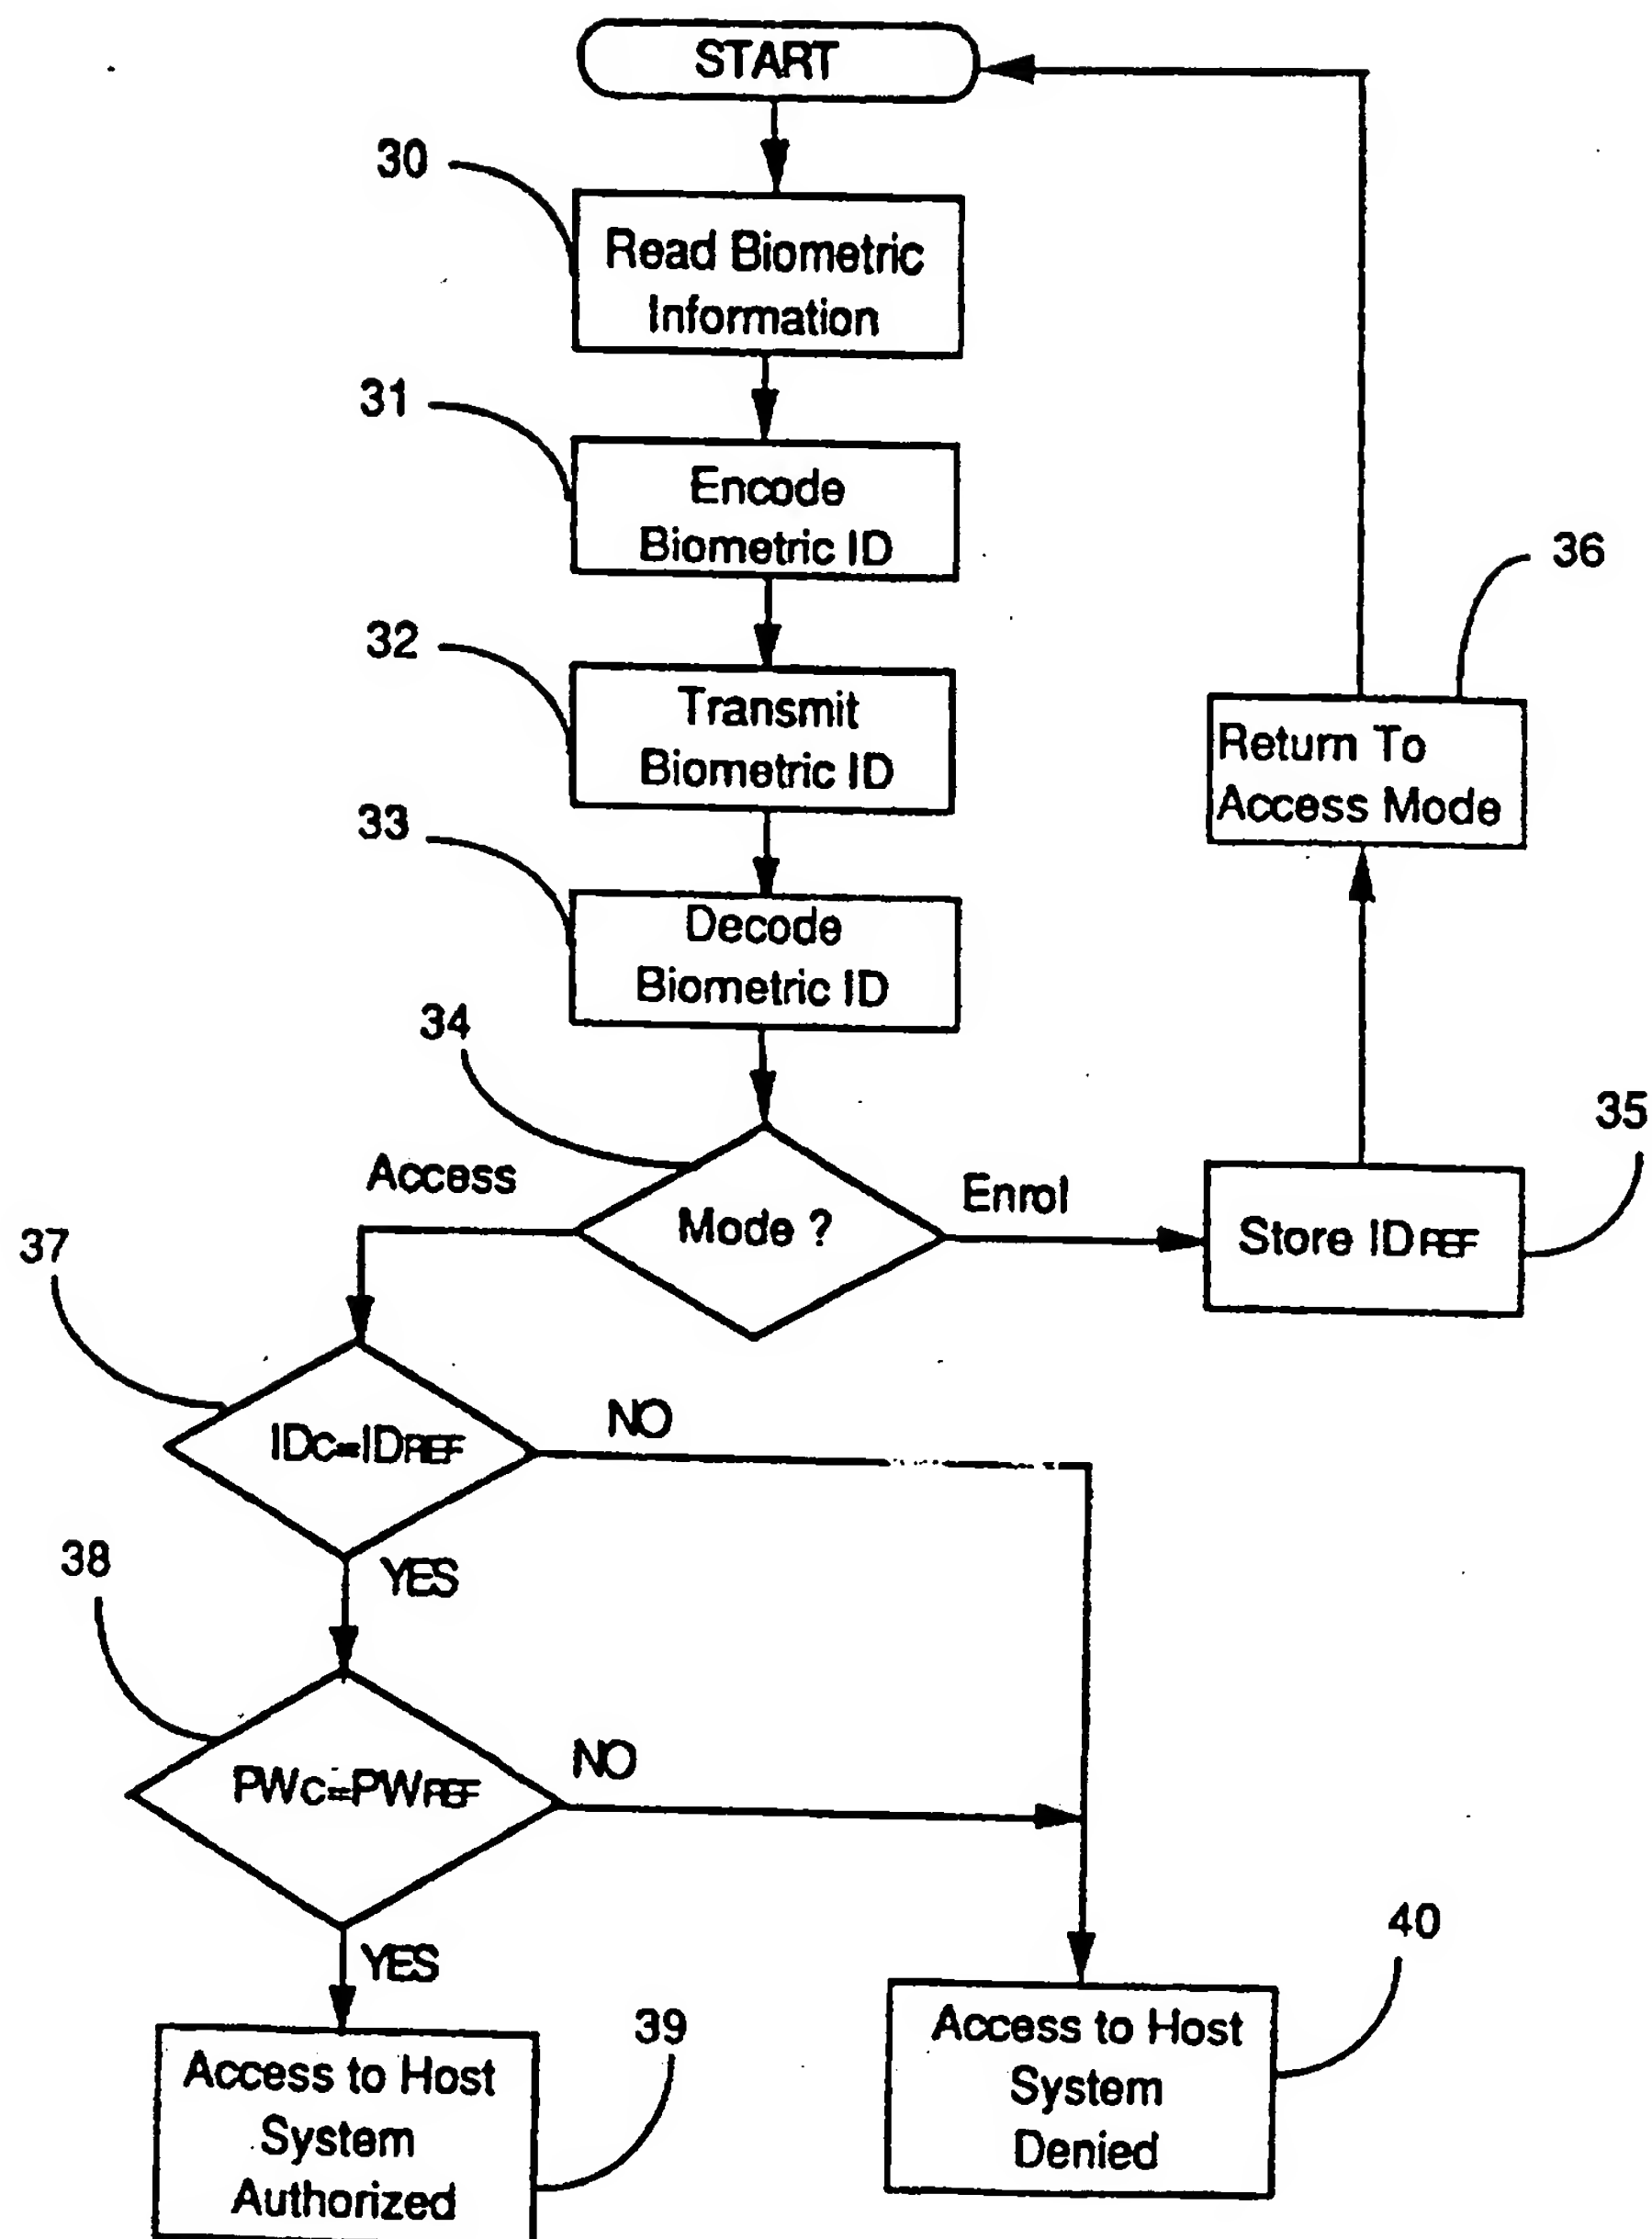 START
30
Read Biometric
Information
31
Encode
Biometric ID
32
Transmit
Biometric ID
36
Return To
Access Mode
33
Decode
Biometric ID
34
Mode ?
Access
Enrol
35
Store IDREF
37
IDC=IDREF
NO
YES
38
PWC=PWREF
NO
YES
39
Access to Host
System
Authorized
40
Access to Host
System
Denied